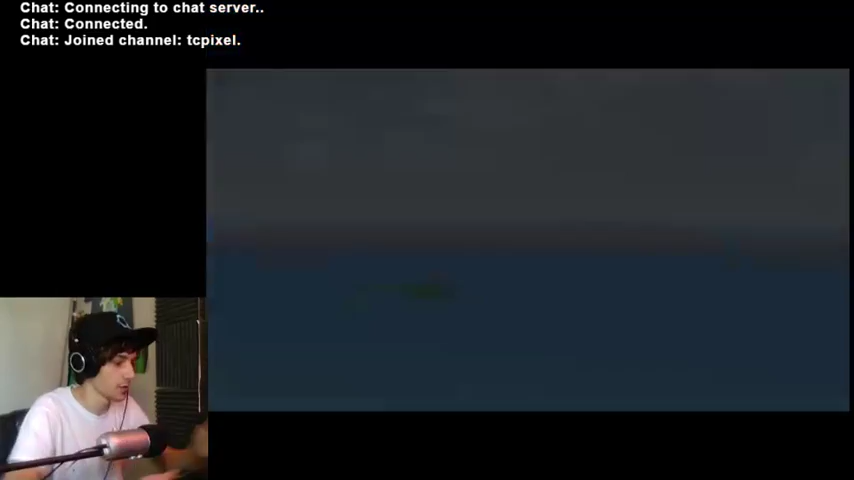 Chat: Connecting to chat server..
Chat: Connected.
Chat: Joined channel: tcpixel.